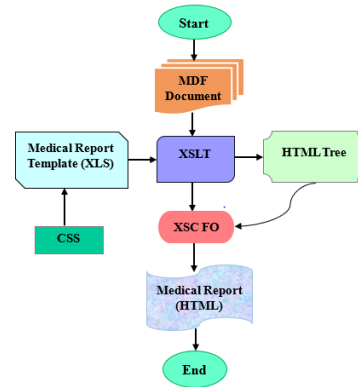 Start
MDF
Document
Medical Report
Template (XLS)
XSLT
HTML Tree
XSC FO
CSS
Medical Report
(HTML)
End